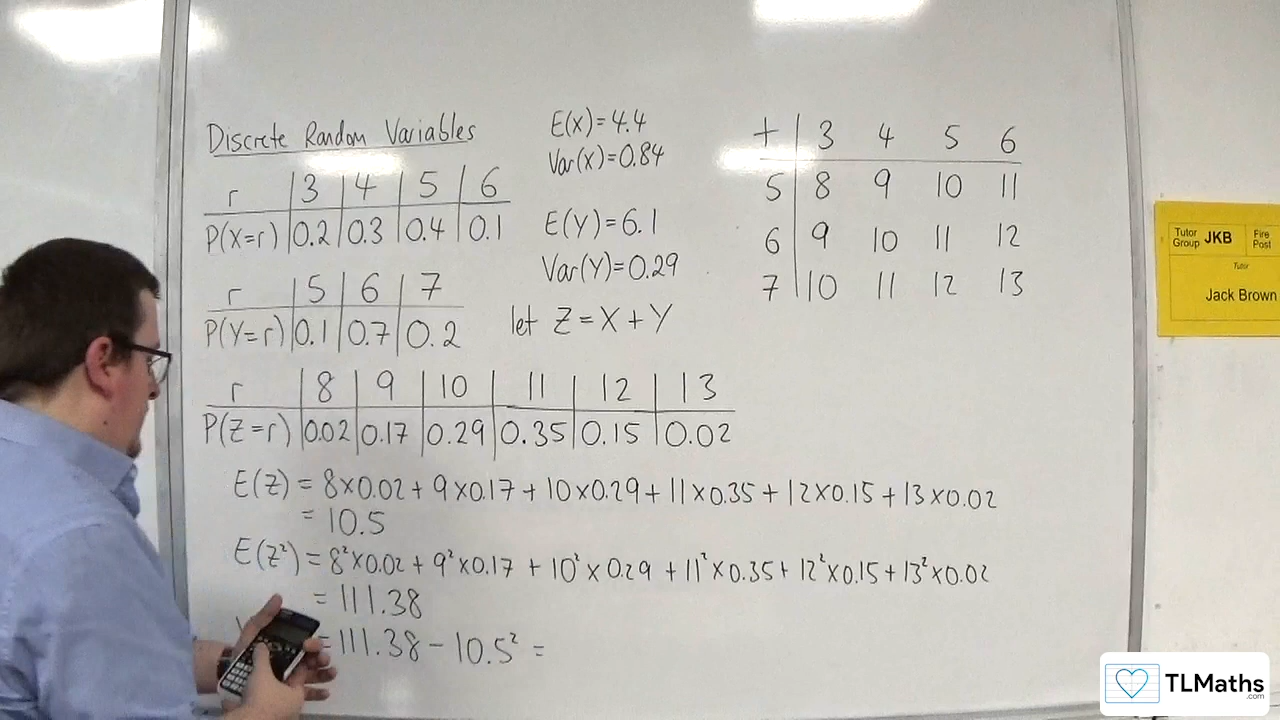 Discrete Random Variables
r | 3 | 4 | 5 | 6
P(X=r) | 0.2 | 0.3 | 0.4 | 0.1
r | 5 | 6 | 7
P(Y=r) | 0.1 | 0.7 | 0.2
E(X)=4.4
Var(X)=0.84
E(Y)=6.1
Var(Y)=0.29
let Z=X+Y
+ | 3 4 5 6
5 | 8 9 10 11
6 | 9 10 11 12
7 | 10 11 12 13
r | 8 | 9 | 10 | 11 | 12 | 13
P(Z=r) | 0.02 | 0.17 | 0.29 | 0.35 | 0.15 | 0.02
E(Z) = 8×0.02 + 9×0.17 + 10×0.29 + 11×0.35 + 12×0.15 + 13×0.02
= 10.5
E(Z²) = 8²×0.02 + 9²×0.17 + 10²×0.29 + 11²×0.35 + 12²×0.15 + 13²×0.02
= 111.38
= 111.38 − 10.5² =
Tutor Group JKB Fire Post
Tutor
Jack Brown
TLMaths
.com